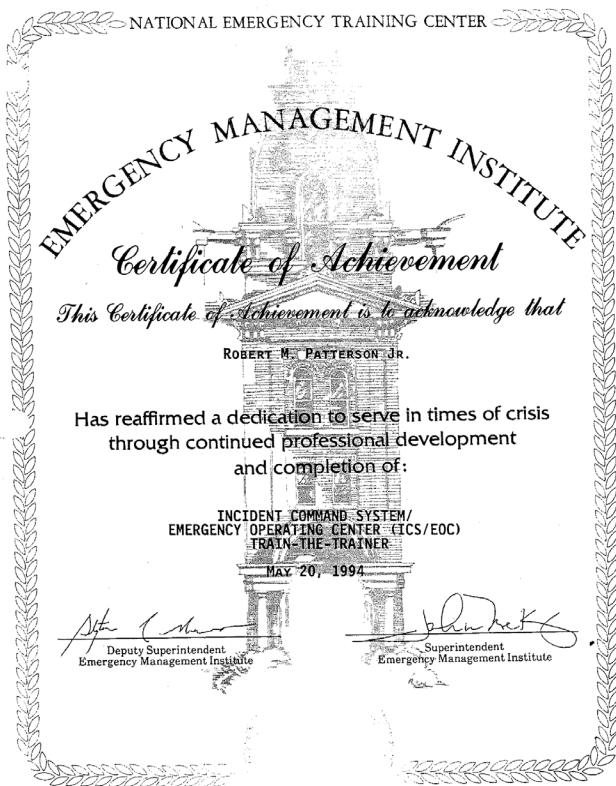 NATIONAL EMERGENCY TRAINING CENTER
EMERGENCY MANAGEMENT INSTITUTE
Certificate of Achievement
This Certificate of Achievement is to acknowledge that
ROBERT M. PATTERSON JR.
Has reaffirmed a dedication to serve in times of crisis
through continued professional development
and completion of:
INCIDENT COMMAND SYSTEM/
EMERGENCY OPERATING CENTER (ICS/EOC)
TRAIN-THE-TRAINER
MAY 20, 1994
Deputy Superintendent
Emergency Management Institute
Superintendent
Emergency Management Institute